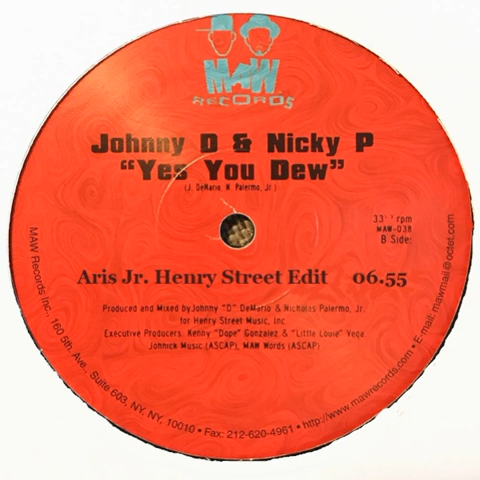 MAW
RECORDS
Johnny D & Nicky P
"Yes You Dew"
(J. DeMario, N. Palermo, Jr.)
33⅓ rpm
MAW-038
B Side:
Aris Jr. Henry Street Edit 06.55
Produced and Mixed by Johnny "D" DeMario & Nicholas Palermo, Jr.
for Henry Street Music, Inc.
Executive Producers, Kenny "Dope" Gonzalez & "Little Louie" Vega
Johnick Music (ASCAP), MAW Words (ASCAP)
MAW Records Inc., 160 5th. Ave., Suite 603, NY, NY, 10010 • Fax: 212-620-4961 • http://www.mawrecords.com • E-mail: mawmail@octet.com